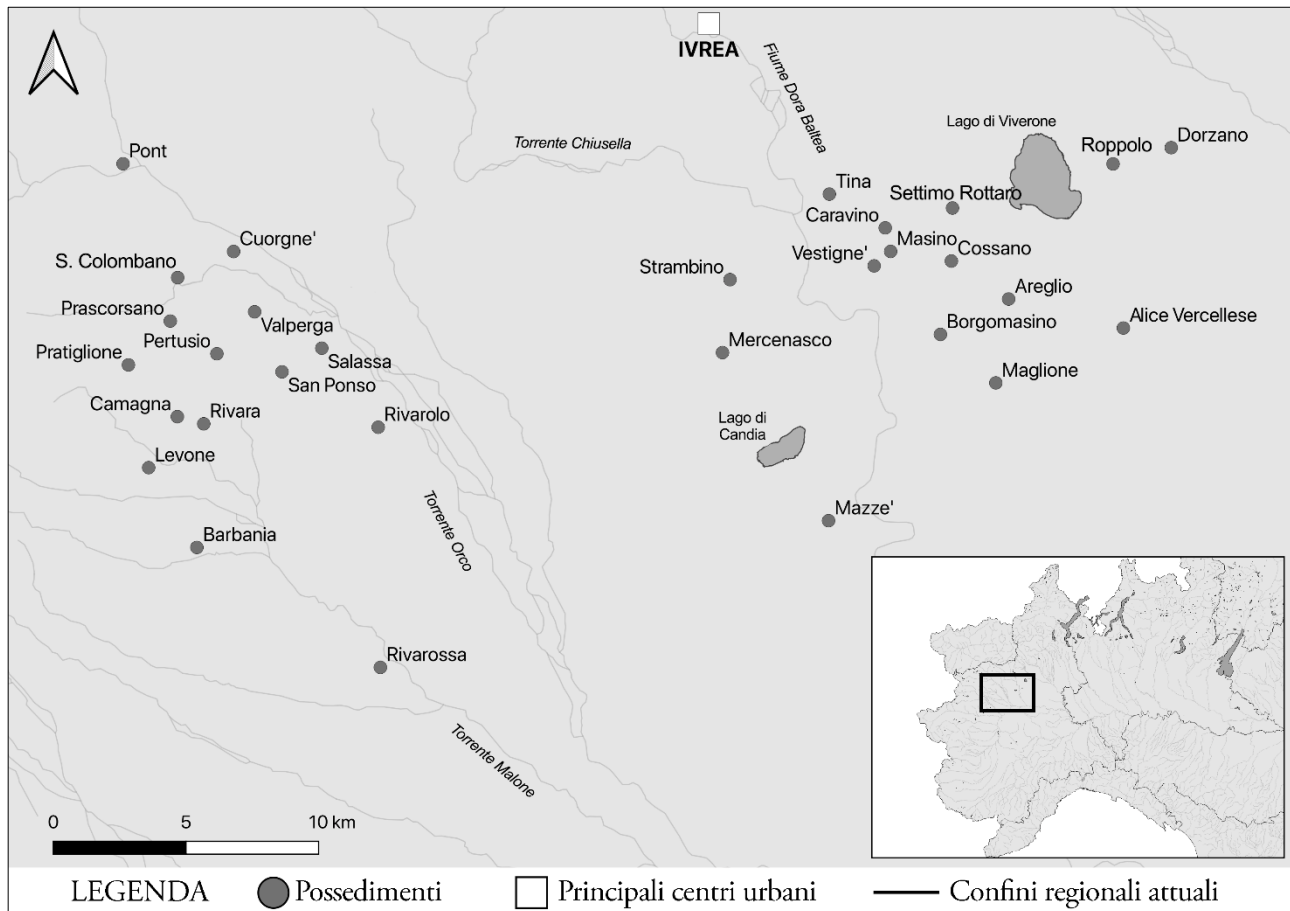 IVREA
Fiume Dora Baltea
Lago di Viverone
Torrente Chiusella
Dorzano
Roppolo
Pont
Tina
Settimo Rottaro
Caravino
Cuorgne'
Masino
Vestigne'
Cossano
S. Colombano
Strambino
Areglio
Prascorsano
Valperga
Borgomasino
Alice Vercellese
Pertusio
Salassa
Mercenasco
Pratiglione
San Ponso
Maglione
Camagna
Rivara
Rivarolo
Lago di
Candia
Levone
Torrente Orco
Mazze'
Barbania
Rivarossa
Torrente Malone
0 5 10 km
LEGENDA Possedimenti Principali centri urbani Confini regionali attuali